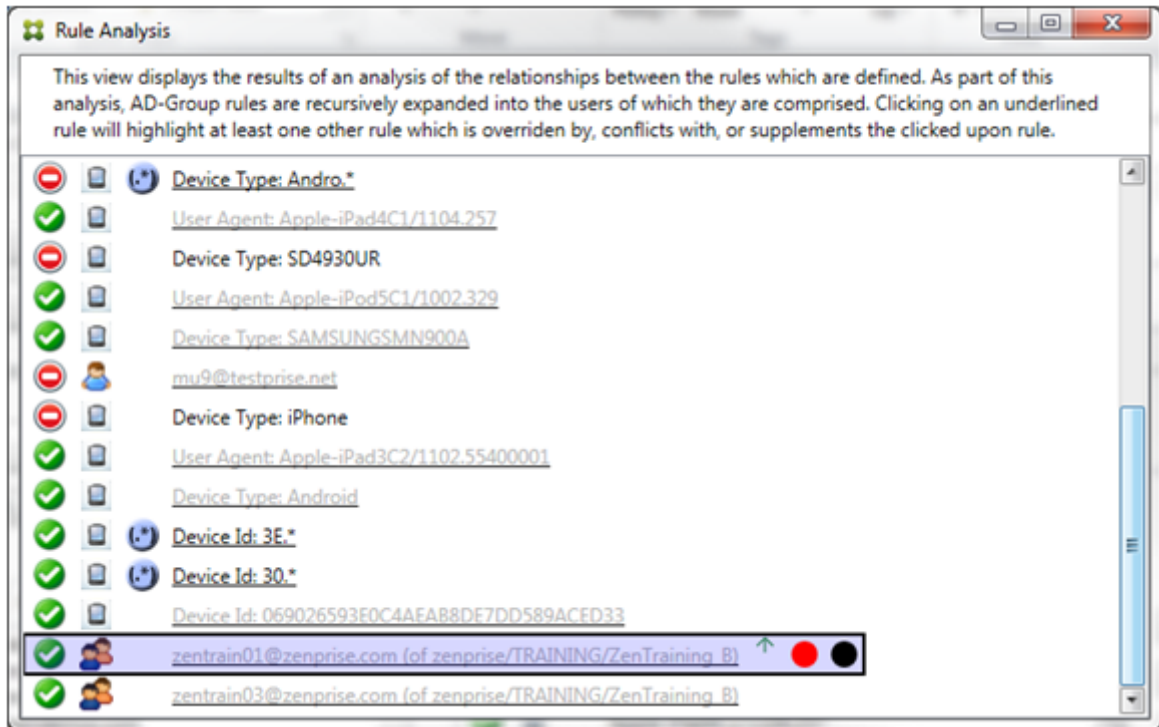 Rule Analysis
This view displays the results of an analysis of the relationships between the rules which are defined. As part of this
analysis, AD-Group rules are recursively expanded into the users of which they are comprised. Clicking on an underlined
rule will highlight at least one other rule which is overriden by, conflicts with, or supplements the clicked upon rule.
(.*) Device Type: Andro.*
User Agent: Apple-iPad4C1/1104.257
Device Type: SD4930UR
User Agent: Apple-iPod5C1/1002.329
Device Type: SAMSUNGSMN900A
mu9@testprise.net
Device Type: iPhone
User Agent: Apple-iPad3C2/1102.55400001
Device Type: Android
(.*) Device Id: 3E.*
(.*) Device Id: 30.*
Device Id: 069026593E0C4AEAB8DE7DD589ACED33
zentrain01@zenprise.com (of zenprise/TRAINING/ZenTraining_B)
zentrain03@zenprise.com (of zenprise/TRAINING/ZenTraining_B)